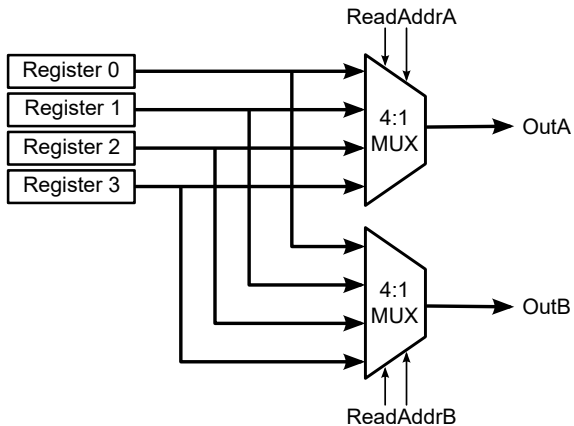 ReadAddrA
Register 0
Register 1
Register 2
Register 3
4:1
MUX
OutA
4:1
MUX
OutB
ReadAddrB